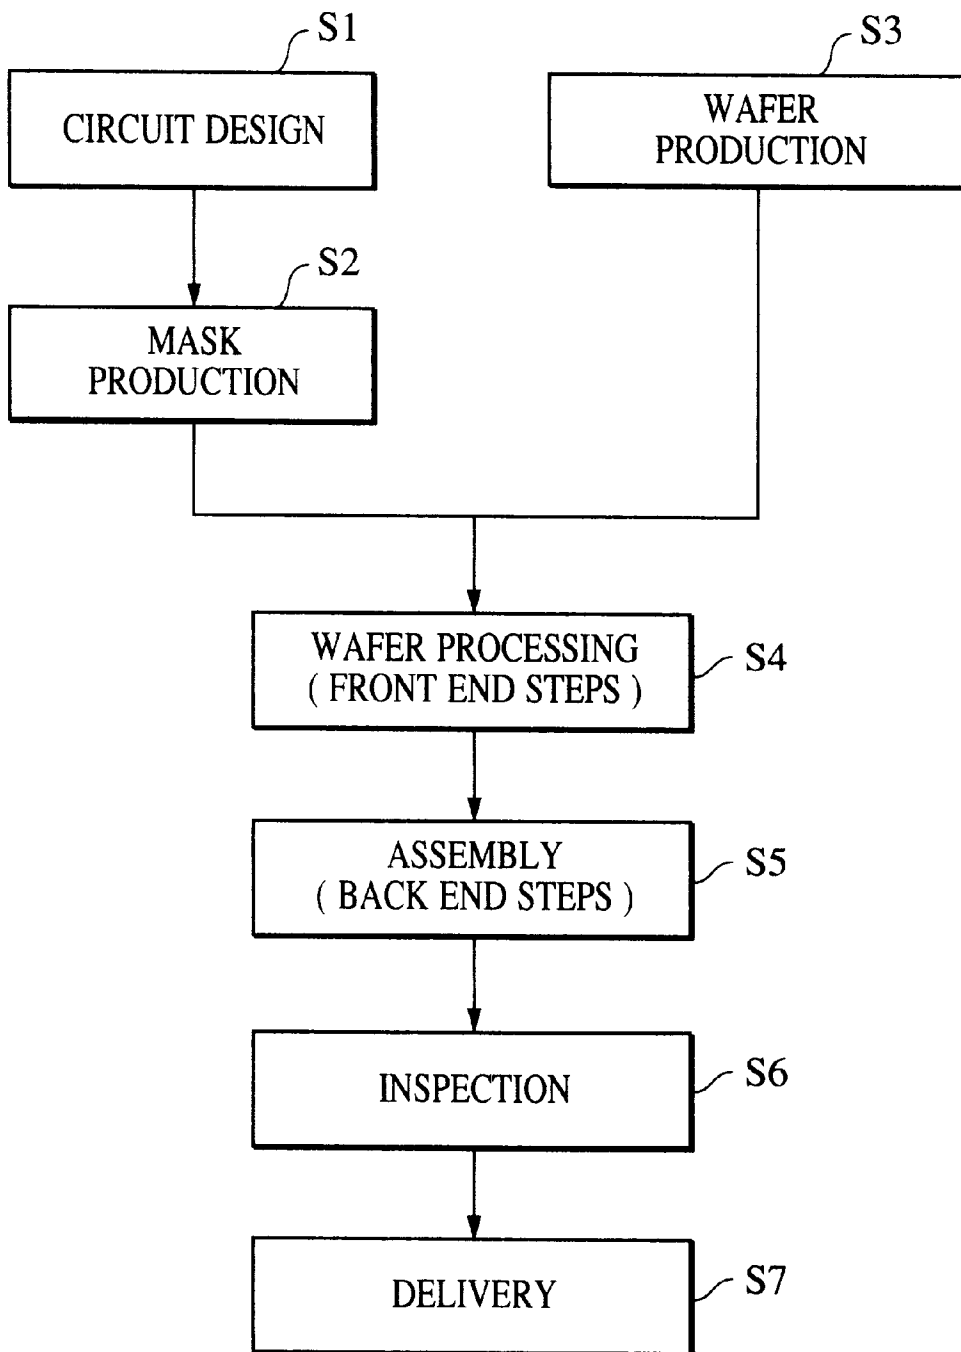 S1
CIRCUIT DESIGN
S3
WAFER
PRODUCTION
S2
MASK
PRODUCTION
WAFER PROCESSING
( FRONT END STEPS )
S4
ASSEMBLY
( BACK END STEPS )
S5
INSPECTION
S6
DELIVERY
S7